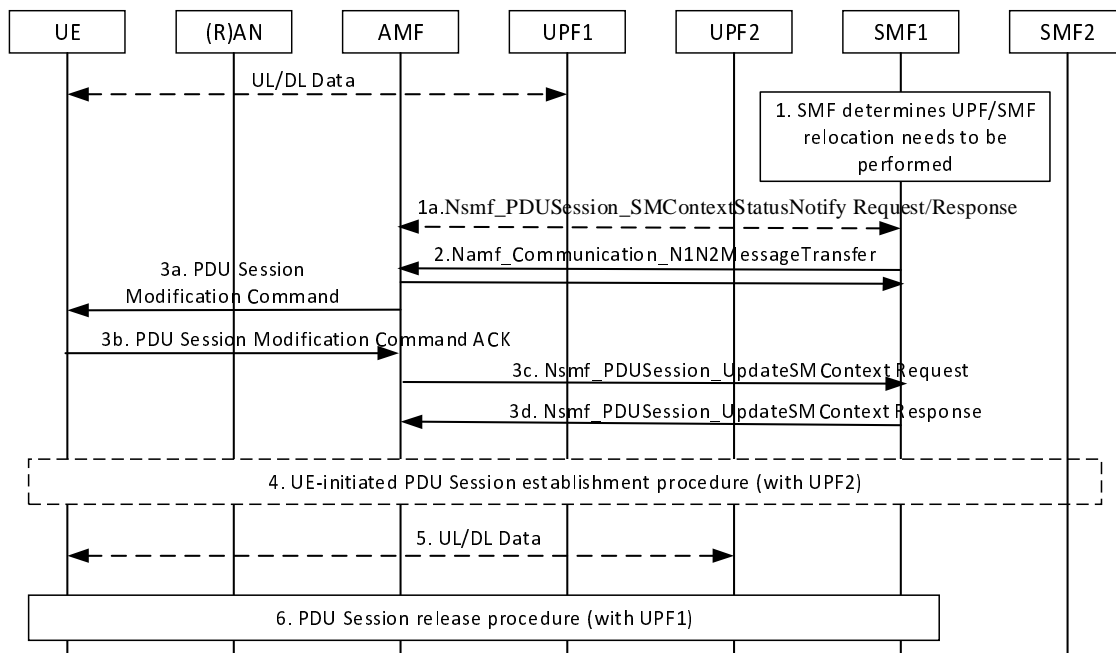 UE
(R)AN
AMF
UPF1
UPF2
SMF1
SMF2
UL/DL Data
1. SMF determines UPF/SMF
relocation needs to be
performed
1a.Nsmf_PDUSession_SMContextStatusNotify Request/Response
2.Namf_Communication_N1N2MessageTransfer
3a. PDU Session
Modification Command
3b. PDU Session Modification Command ACK
3c. Nsmf_PDUSession_UpdateSMContext Request
3d. Nsmf_PDUSession_UpdateSMContext Response
4. UE-initiated PDU Session establishment procedure (with UPF2)
5. UL/DL Data
6. PDU Session release procedure (with UPF1)